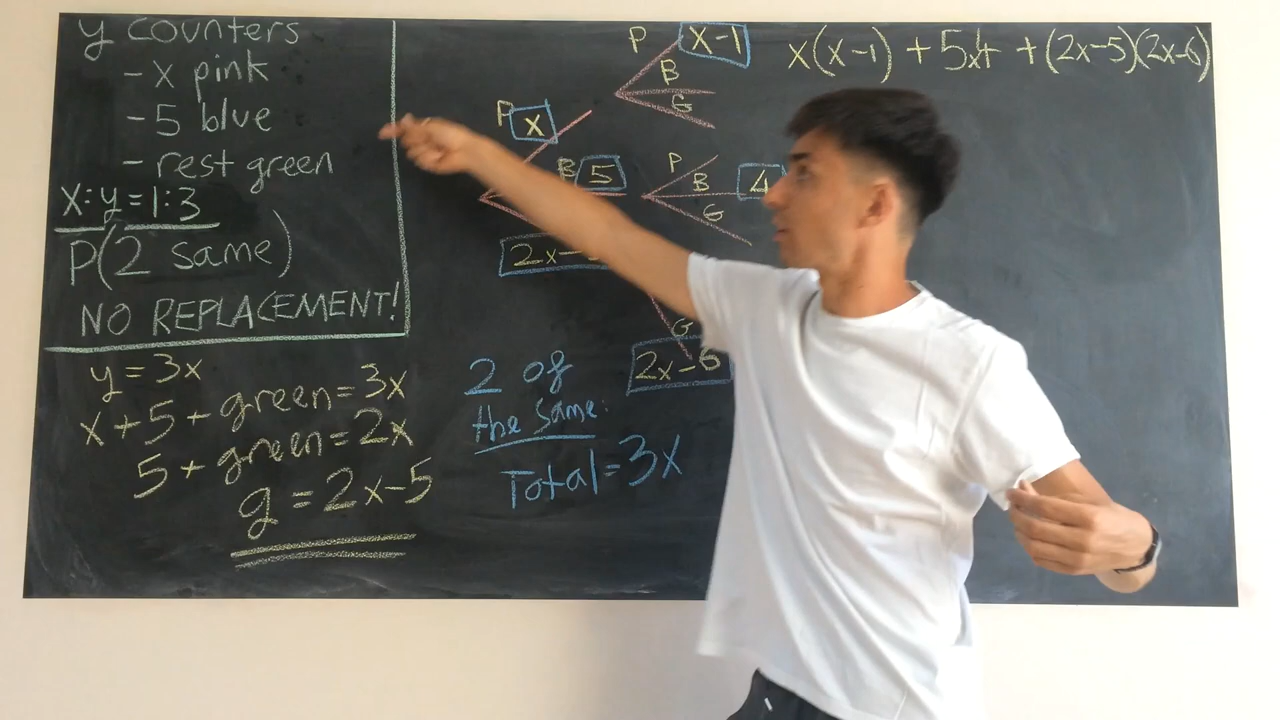 y counters
- x pink
- 5 blue
- rest green
x:y=1:3
P(2 same)
NO REPLACEMENT!
y=3x
x+5+green=3x
5+green=2x
g=2x-5
P x
B 5
2x-
P x-1
B
G
P
B 4
G
G
2x-6
2 of
the same:
Total=3x
x(x-1) + 5x4 +(2x-5)(2x-6)